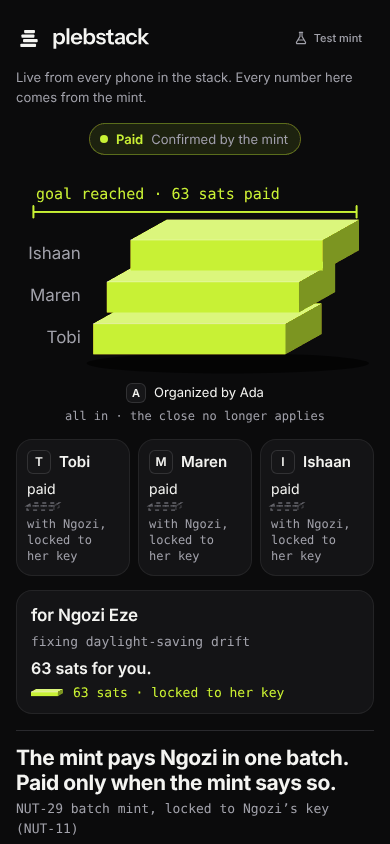 plebstack
Test mint
Live from every phone in the stack. Every number here
comes from the mint.
Paid Confirmed by the mint
goal reached · 63 sats paid
Ishaan
Maren
Tobi
A Organized by Ada
all in · the close no longer applies
T Tobi
paid
with Ngozi,
locked to
her key
M Maren
paid
with Ngozi,
locked to
her key
I Ishaan
paid
with Ngozi,
locked to
her key
for Ngozi Eze
fixing daylight-saving drift
63 sats for you.
63 sats · locked to her key
The mint pays Ngozi in one batch.
Paid only when the mint says so.
NUT-29 batch mint, locked to Ngozi’s key
(NUT-11)